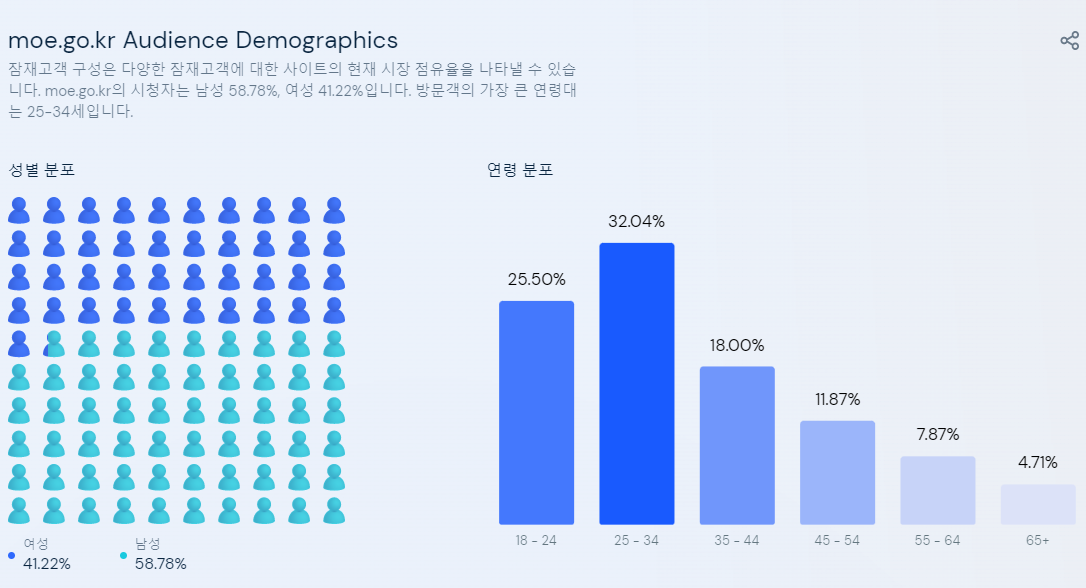 moe.go.kr Audience Demographics
잠재고객 구성은 다양한 잠재고객에 대한 사이트의 현재 시장 점유율을 나타낼 수 있습
니다. moe.go.kr의 시청자는 남성 58.78%, 여성 41.22%입니다. 방문객의 가장 큰 연령대
는 25-34세입니다.
성별 분포
여성
41.22%
남성
58.78%
연령 분포
25.50%
32.04%
18.00%
11.87%
7.87%
4.71%
18 - 24
25 - 34
35 - 44
45 - 54
55 - 64
65+